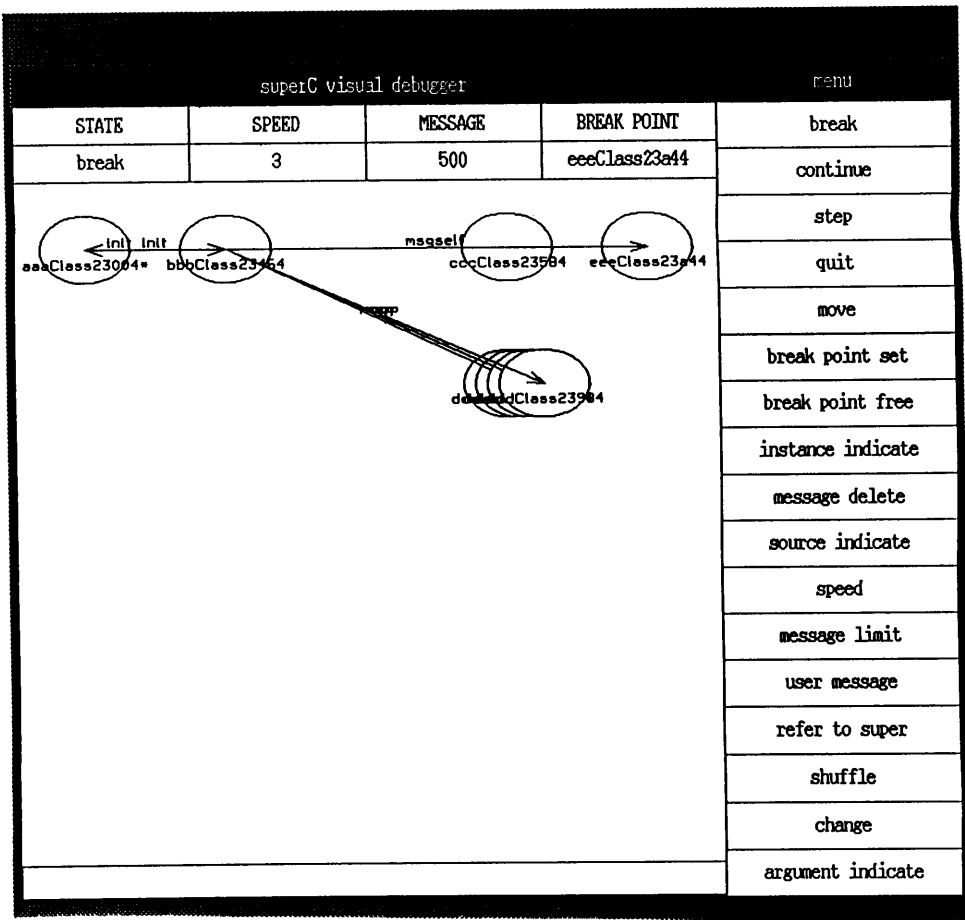 superC visual debugger
menu
STATE SPEED MESSAGE BREAK POINT
break 3 500 eeeClass23a44
Init Init msgself
aaaClass23004* bbbClass23464 cccClass23584 eeeClass23a44
ddClass23984
break
continue
step
quit
move
break point set
break point free
instance indicate
message delete
source indicate
speed
message limit
user message
refer to super
shuffle
change
argument indicate